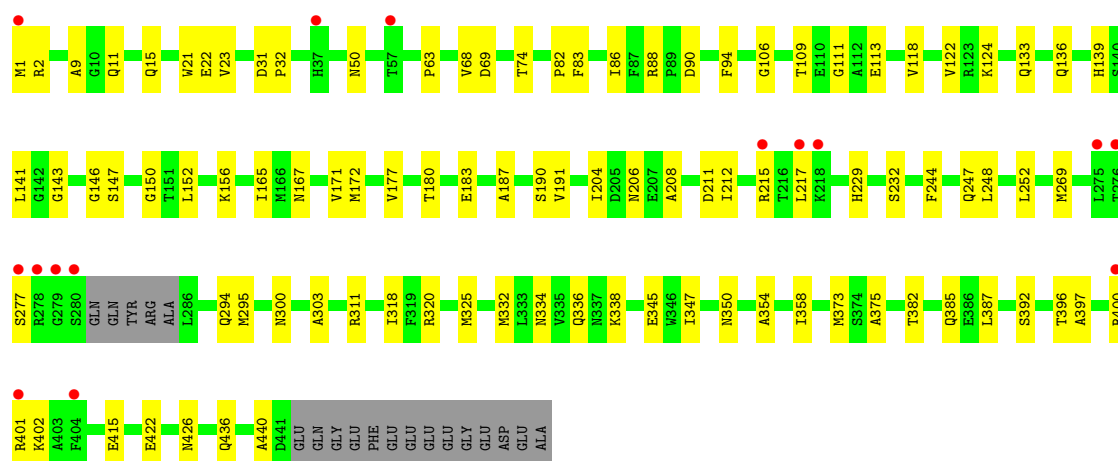 M1 R2 A9 G10 Q11 Q15 W21 E22 V23 D31 P32 H37 N50 T57 P63 V68 D69 T74 P82 F83 I86 F87 R88 P89 D90 F94 G106 T109 E110 G111 A112 E113 V118 V122 R123 K124 Q133 Q136 H139 S140
L141 G142 G143 G146 S147 G150 T151 L152 K156 I165 M166 N167 V171 M172 V177 T180 E183 A187 S190 V191 I204 D205 N206 E207 A208 D211 I212 R215 T216 L217 K218 H229 S232 F244 Q247 L248 L252 M269 L275 T276
S277 R278 G279 S280 GLN GLN TYR ARG ALA L286 Q294 M295 N300 A303 R311 I318 F319 R320 M325 M332 L333 N334 V335 Q336 N337 K338 E345 W346 I347 N350 A354 I358 M373 S374 A375 T382 Q385 E386 L387 S392 T396 A397 R400
R401 K402 A403 F404 E415 E422 N426 Q436 A440 D441 GLU GLN GLY GLU PHE GLU GLU GLU GLU GLY GLU ASP GLU ALA